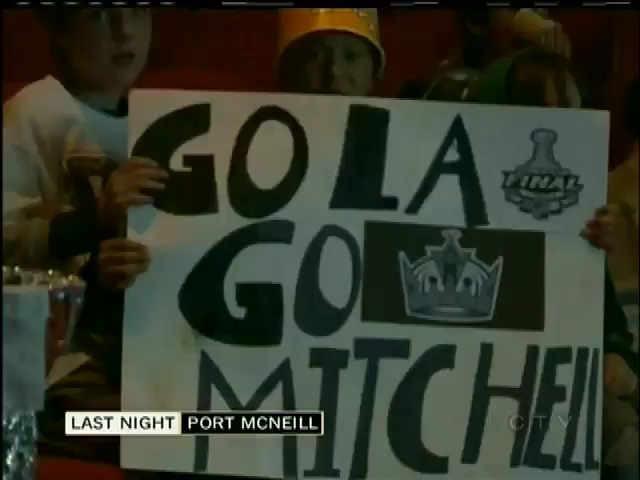 GO LA
FINAL
GO
MITCHELL
LAST NIGHT PORT MCNEILL
CTV